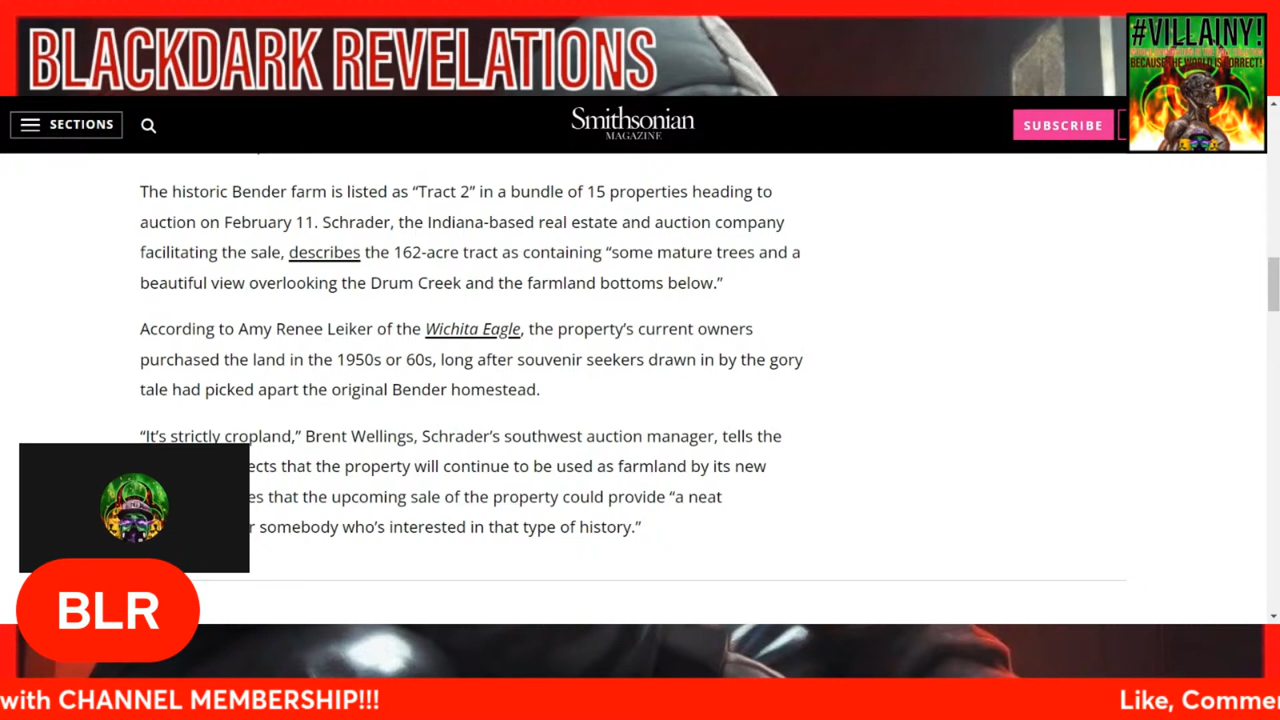 BLACKDARK REVELATIONS
#VILLAINY!
BECAUSE THE WORLD IS CORRECT!
SECTIONS
Smithsonian
MAGAZINE
SUBSCRIBE
The historic Bender farm is listed as “Tract 2” in a bundle of 15 properties heading to
auction on February 11. Schrader, the Indiana-based real estate and auction company
facilitating the sale, describes the 162-acre tract as containing “some mature trees and a
beautiful view overlooking the Drum Creek and the farmland bottoms below.”
According to Amy Renee Leiker of the Wichita Eagle, the property’s current owners
purchased the land in the 1950s or 60s, long after souvenir seekers drawn in by the gory
tale had picked apart the original Bender homestead.
“It’s strictly cropland,” Brent Wellings, Schrader’s southwest auction manager, tells the
ects that the property will continue to be used as farmland by its new
es that the upcoming sale of the property could provide “a neat
r somebody who’s interested in that type of history.”
BLR
with CHANNEL MEMBERSHIP!!!
Like, Commen